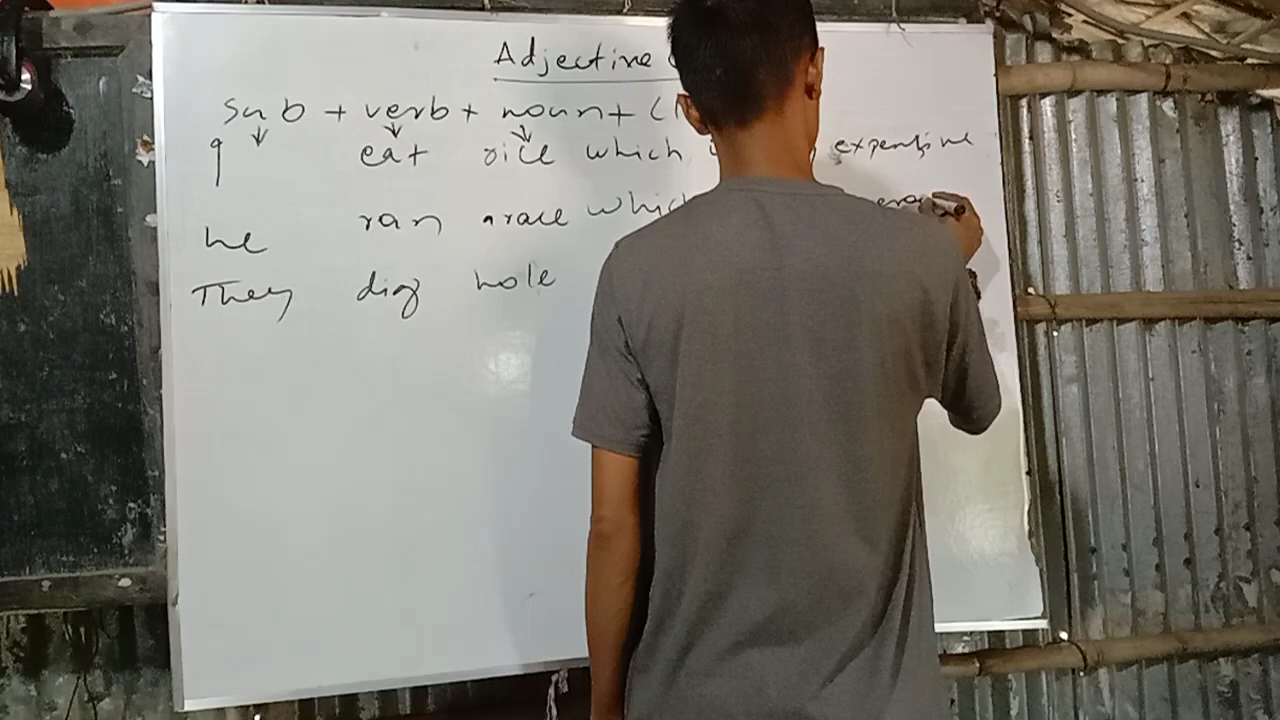 Adjective
Sub + verb + noun +
I eat rice which expensive
he ran a race which
They dig hole